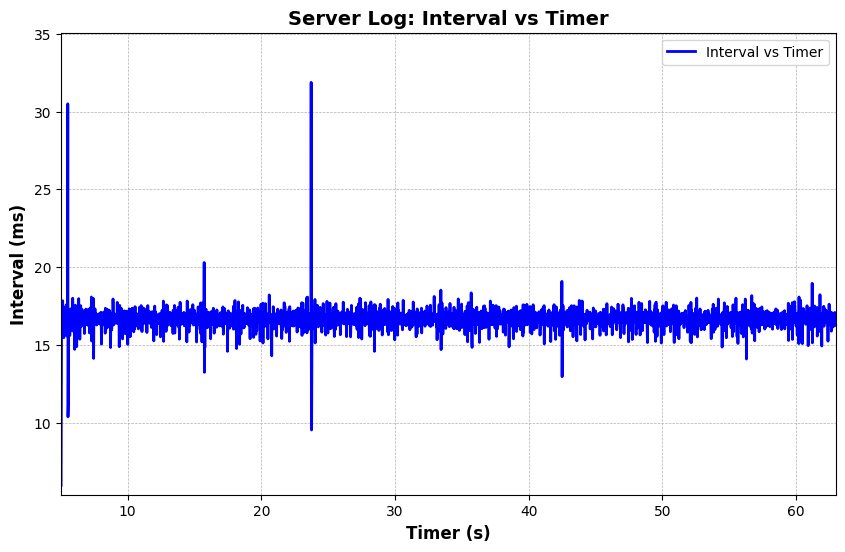 Server Log: Interval vs Timer
Interval vs Timer
Interval (ms)
35
30
25
20
15
10
10 20 30 40 50 60
Timer (s)